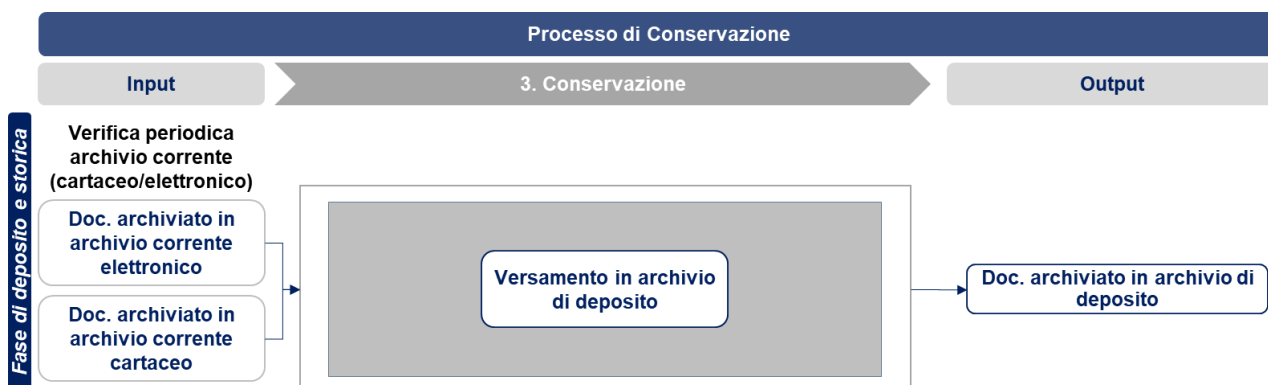 Processo di Conservazione
Input
3. Conservazione
Output
Fase di deposito e storica
Verifica periodica
archivio corrente
(cartaceo/elettronico)
Doc. archiviato in
archivio corrente
elettronico
Doc. archiviato in
archivio corrente
cartaceo
Versamento in archivio
di deposito
Doc. archiviato in archivio di
deposito